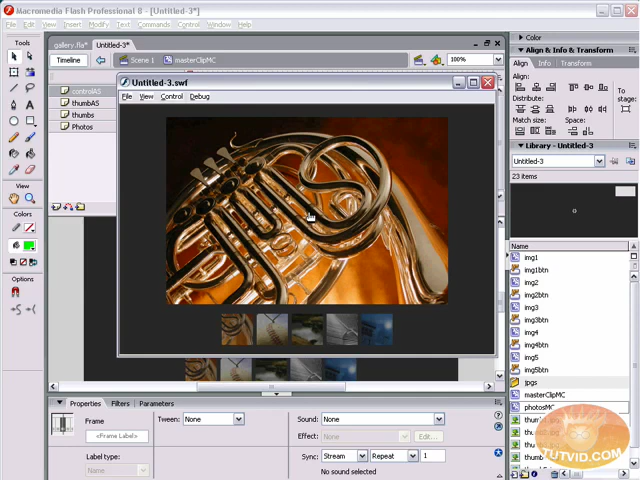 Macromedia Flash Professional 8 - [Untitled-3*]
File Edit View Insert Modify Text Commands Control Window Help
Tools
View
Colors
Options
gallery.fla* Untitled-3*
Timeline Scene 1 masterClipMC 100%
controlAS
thumbAS
thumbs
Photos
Untitled-3.swf
File View Control Debug
Color
Align & Info & Transform
Align Info Transform
Align:
Distribute:
Match size: Space:
To stage:
Library - Untitled-3
Untitled-3
23 items
Name
img1
img1btn
img2
img2btn
img3
img3btn
img4
img4btn
img5
img5btn
jpgs
masterClipMC
photosMC
Properties Filters Parameters
Frame
<Frame Label>
Label type:
Name
Tween: None
Sound: None
Effect: None Edit...
Sync: Stream Repeat 1
No sound selected
TUTVID.COM